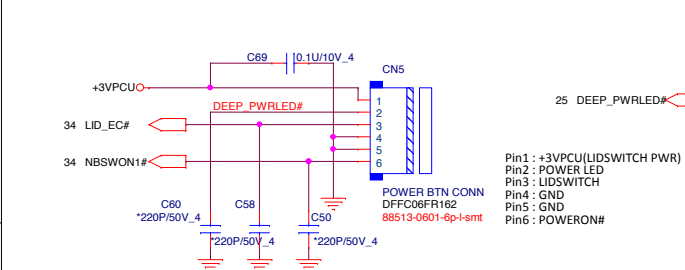 C69
0.1U/10V_4
CN5
+3VPCU
DEEP_PWRLED#
1
2
3
4
5
6
25 DEEP_PWRLED#
34 LID_EC#
34 NBSWON1#
Pin1 : +3VPCU(LIDSWITCH PWR)
Pin2 : POWER LED
Pin3 : LIDSWITCH
Pin4 : GND
Pin5 : GND
Pin6 : POWERON#
POWER BTN CONN
DFFC06FR162
88513-0601-6p-l-smt
C60
*220P/50V_4
C58
*220P/50V_4
C50
*220P/50V_4